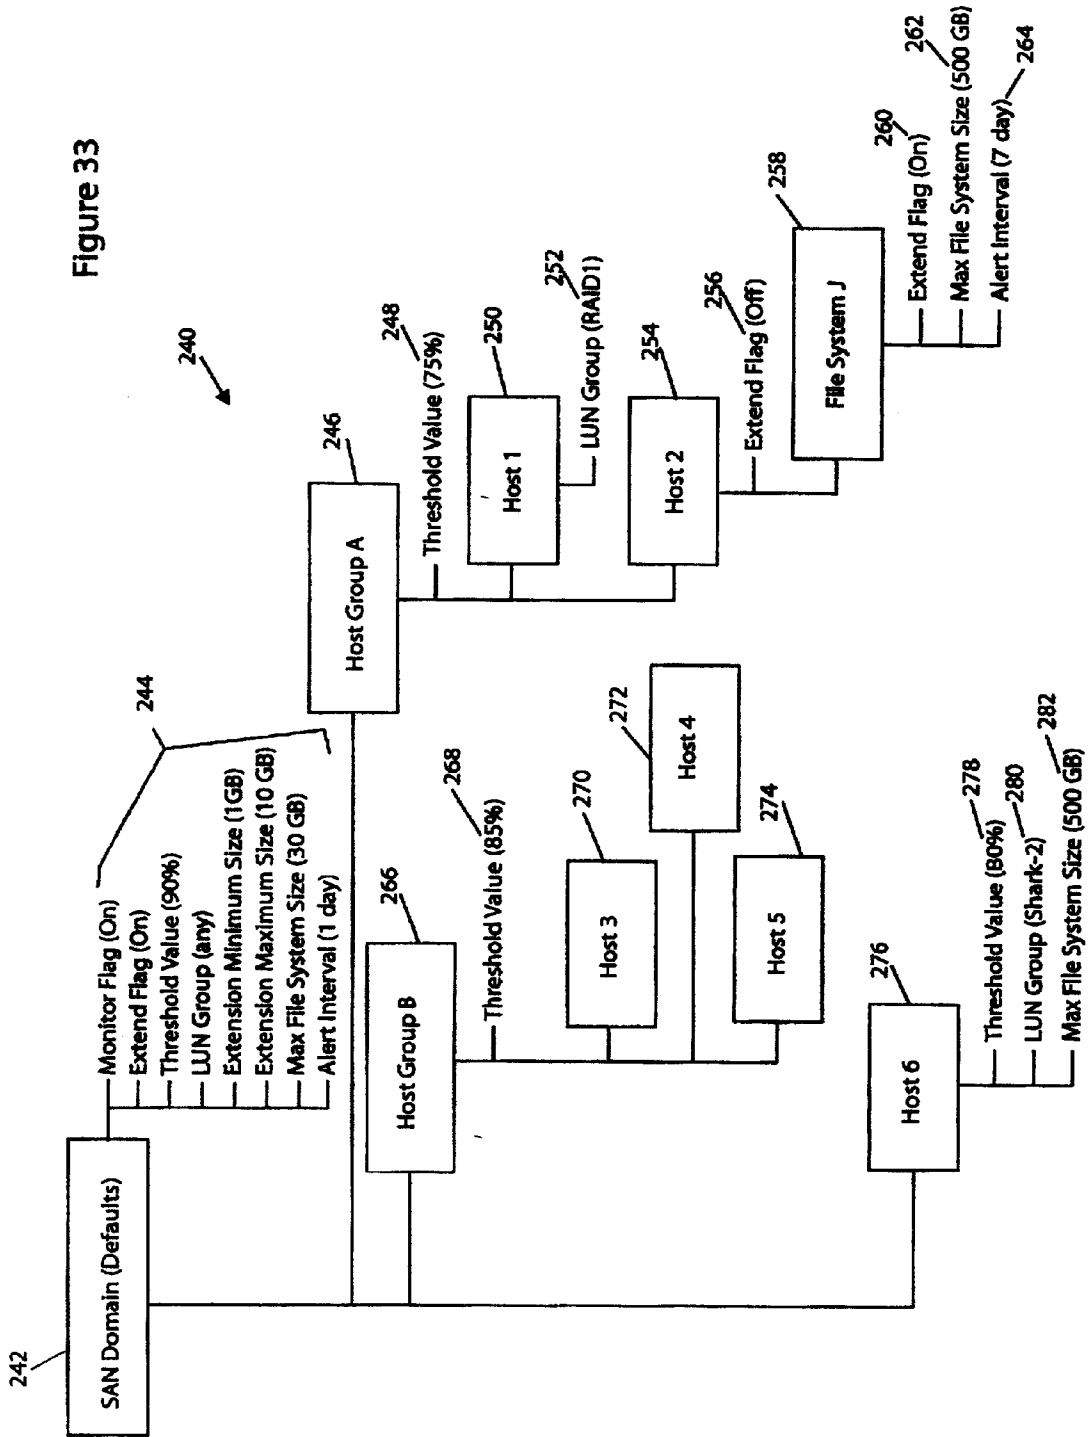 Figure 33
240
242
SAN Domain (Defaults)
244
Monitor Flag (On)
Extend Flag (On)
Threshold Value (90%)
LUN Group (any)
Extension Minimum Size (1GB)
Extension Maximum Size (10 GB)
Max File System Size (30 GB)
Alert Interval (1 day)
246
Host Group A
248
Threshold Value (75%)
250
Host 1
252
LUN Group (RAID1)
254
Host 2
256
Extend Flag (Off)
258
File System J
260
Extend Flag (On)
262
Max File System Size (500 GB)
264
Alert Interval (7 day)
266
Host Group B
268
Threshold Value (85%)
270
Host 3
272
Host 4
274
Host 5
276
Host 6
278
Threshold Value (80%)
280
LUN Group (Shark-2)
282
Max File System Size (500 GB)